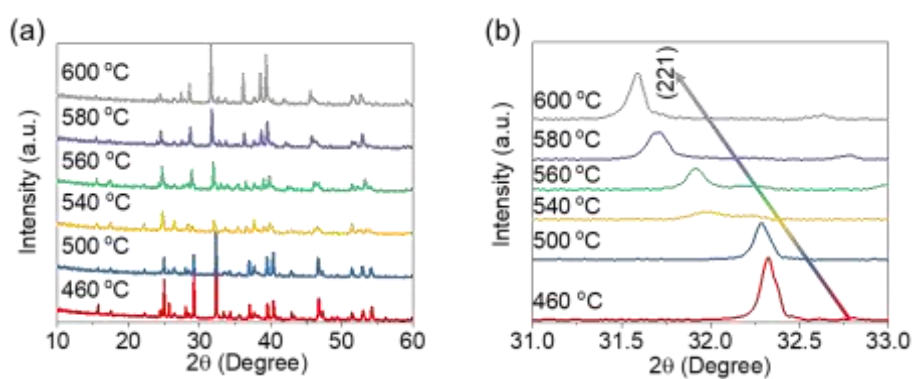 (a)
600 °C
580 °C
560 °C
540 °C
500 °C
460 °C
Intensity (a.u.)
10 20 30 40 50 60
2θ (Degree)
(b)
(221)
600 °C
580 °C
560 °C
540 °C
500 °C
460 °C
Intensity (a.u.)
31.0 31.5 32.0 32.5 33.0
2θ (Degree)